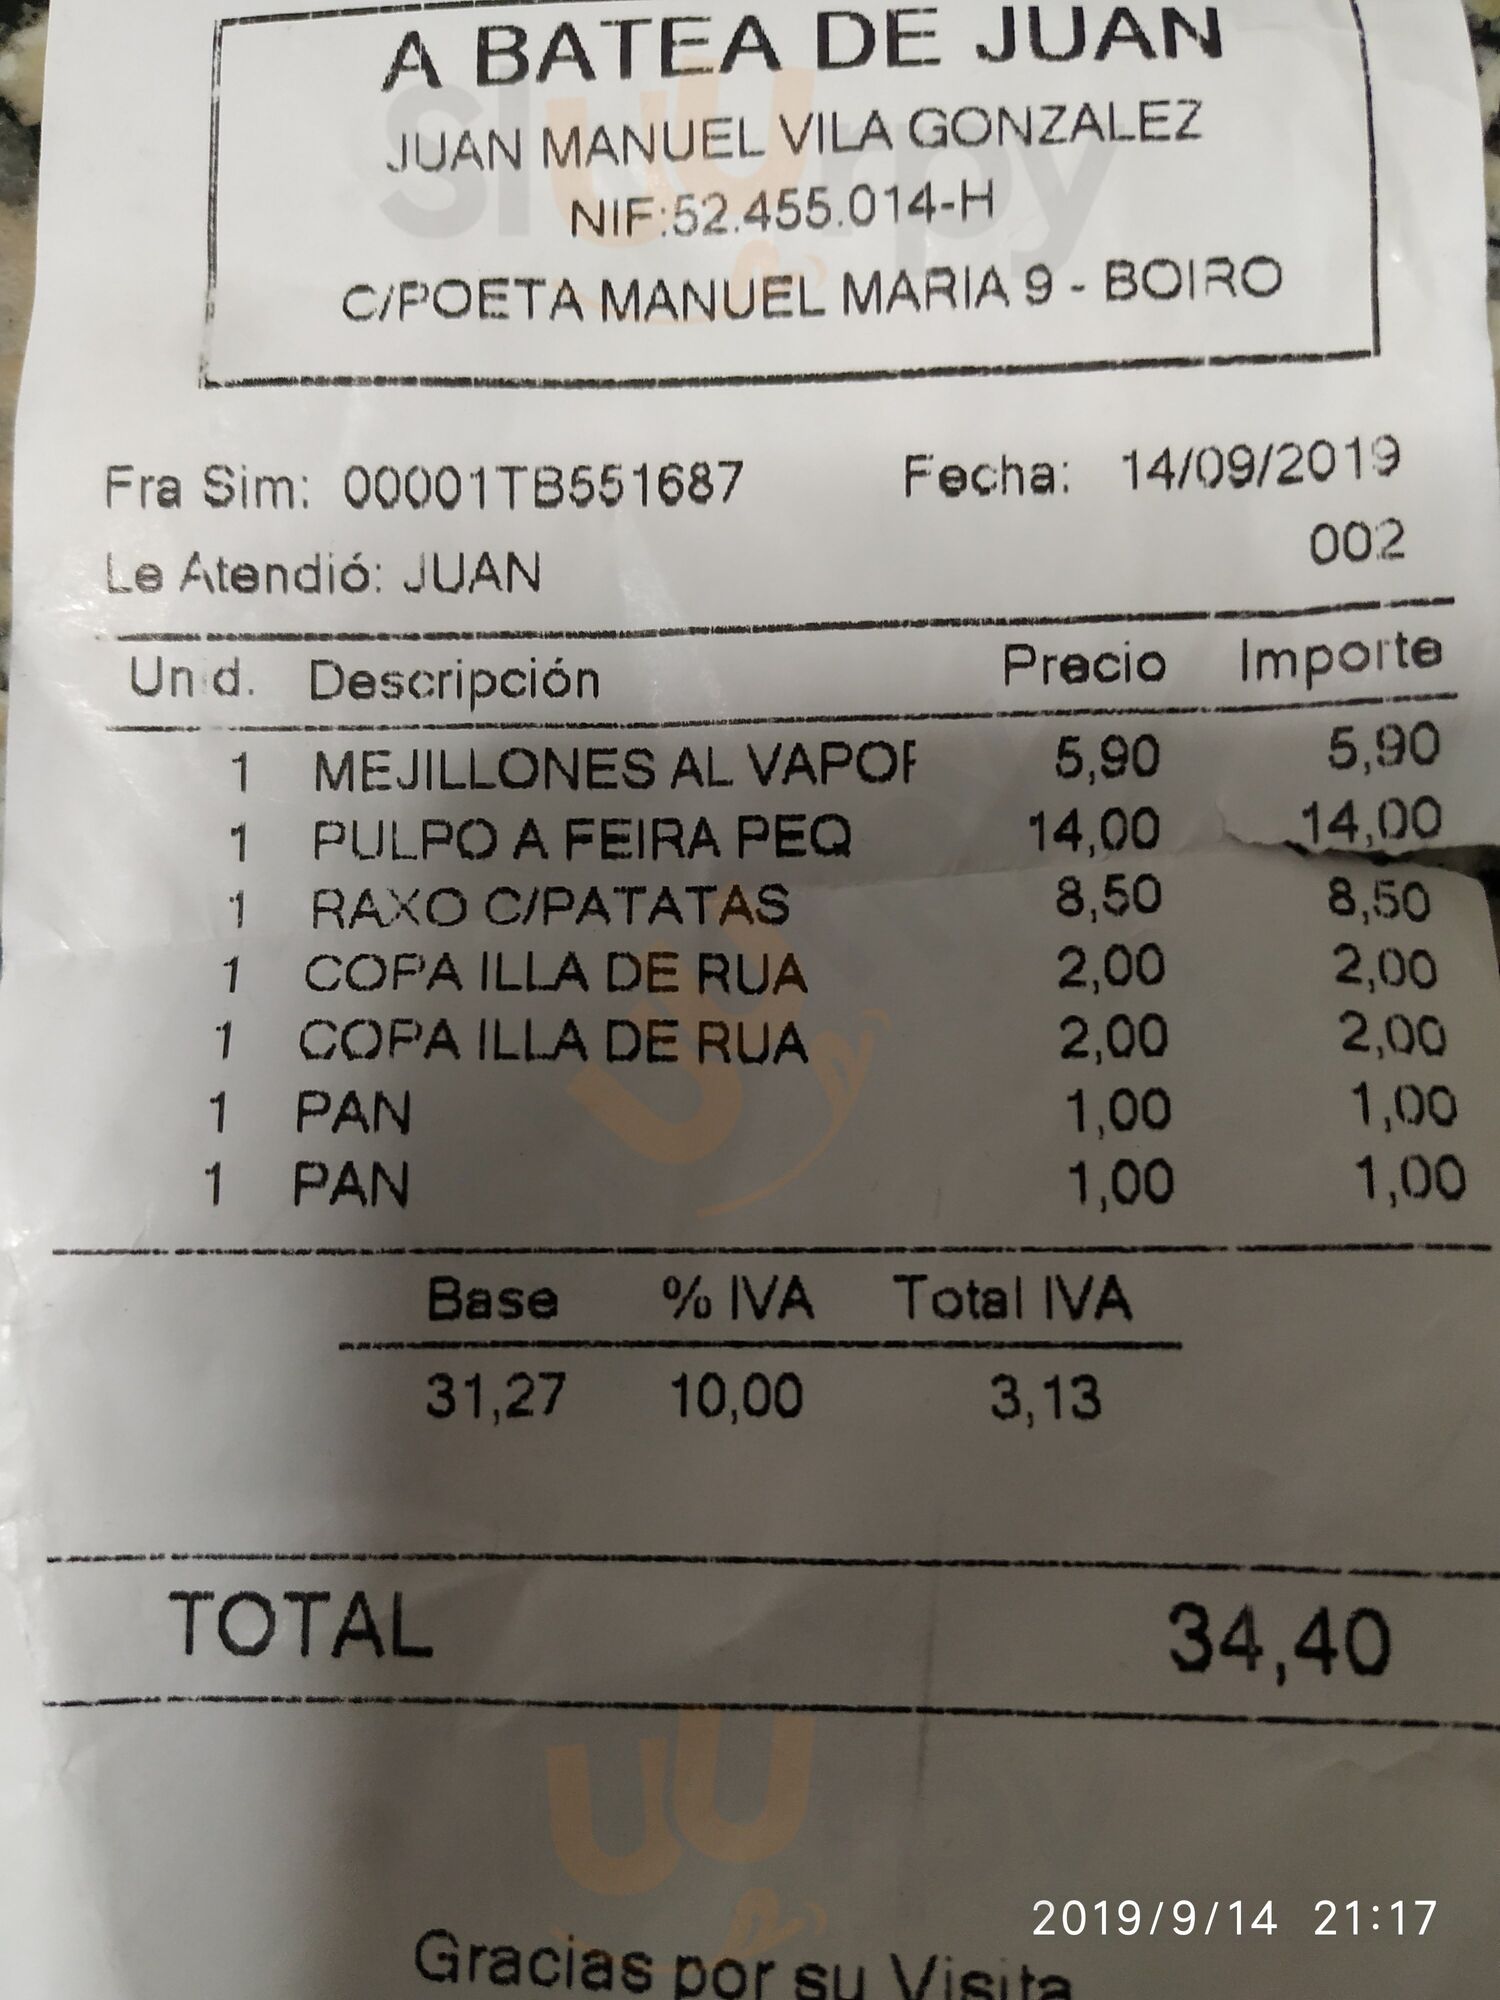 A BATEA DE JUAN
JUAN MANUEL VILA GONZALEZ
NIF:52.455.014-H
C/POETA MANUEL MARIA 9 - BOIRO
Fra Sim: 00001TB551687 Fecha: 14/09/2019
Le Atendió: JUAN 002
Unid. Descripción Precio Importe
1 MEJILLONES AL VAPOR 5,90 5,90
1 PULPO A FEIRA PEQ 14,00 14,00
1 RAXO C/PATATAS 8,50 8,50
1 COPA ILLA DE RUA 2,00 2,00
1 COPA ILLA DE RUA 2,00 2,00
1 PAN 1,00 1,00
1 PAN 1,00 1,00
Base % IVA Total IVA
31,27 10,00 3,13
TOTAL 34,40
2019/9/14 21:17
Gracias por su Visita
Sluurpy